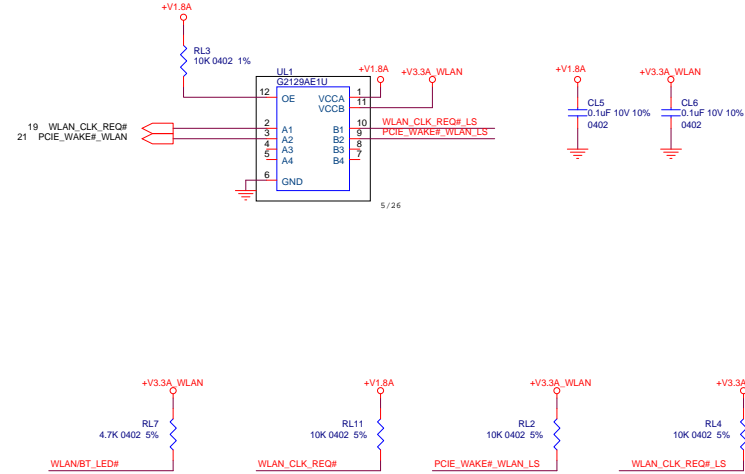 +V1.8A
RL3
10K 0402 1%
UL1
G2129AE1U
+V1.8A
+V3.3A_WLAN
+V1.8A
+V3.3A_WLAN
12 OE VCCA 1
VCCB 11
CL5
0.1uF 10V 10%
0402
CL6
0.1uF 10V 10%
0402
19 WLAN_CLK_REQ# 2 A1 B1 10 WLAN_CLK_REQ#_LS
21 PCIE_WAKE#_WLAN 3 A2 B2 9 PCIE_WAKE#_WLAN_LS
4 A3 B3 8
5 A4 B4 7
6 GND
5/26
+V3.3A_WLAN
+V1.8A
+V3.3A_WLAN
+V3.3A
RL7
4.7K 0402 5%
RL11
10K 0402 5%
RL2
10K 0402 5%
RL4
10K 0402 5%
WLAN/BT_LED#
WLAN_CLK_REQ#
PCIE_WAKE#_WLAN_LS
WLAN_CLK_REQ#_LS